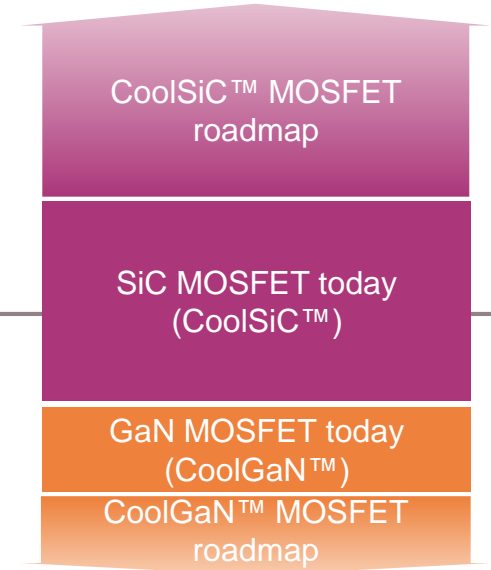 CoolSiC™ MOSFET
roadmap
SiC MOSFET today
(CoolSiC™)
GaN MOSFET today
(CoolGaN™)
CoolGaN™ MOSFET
roadmap